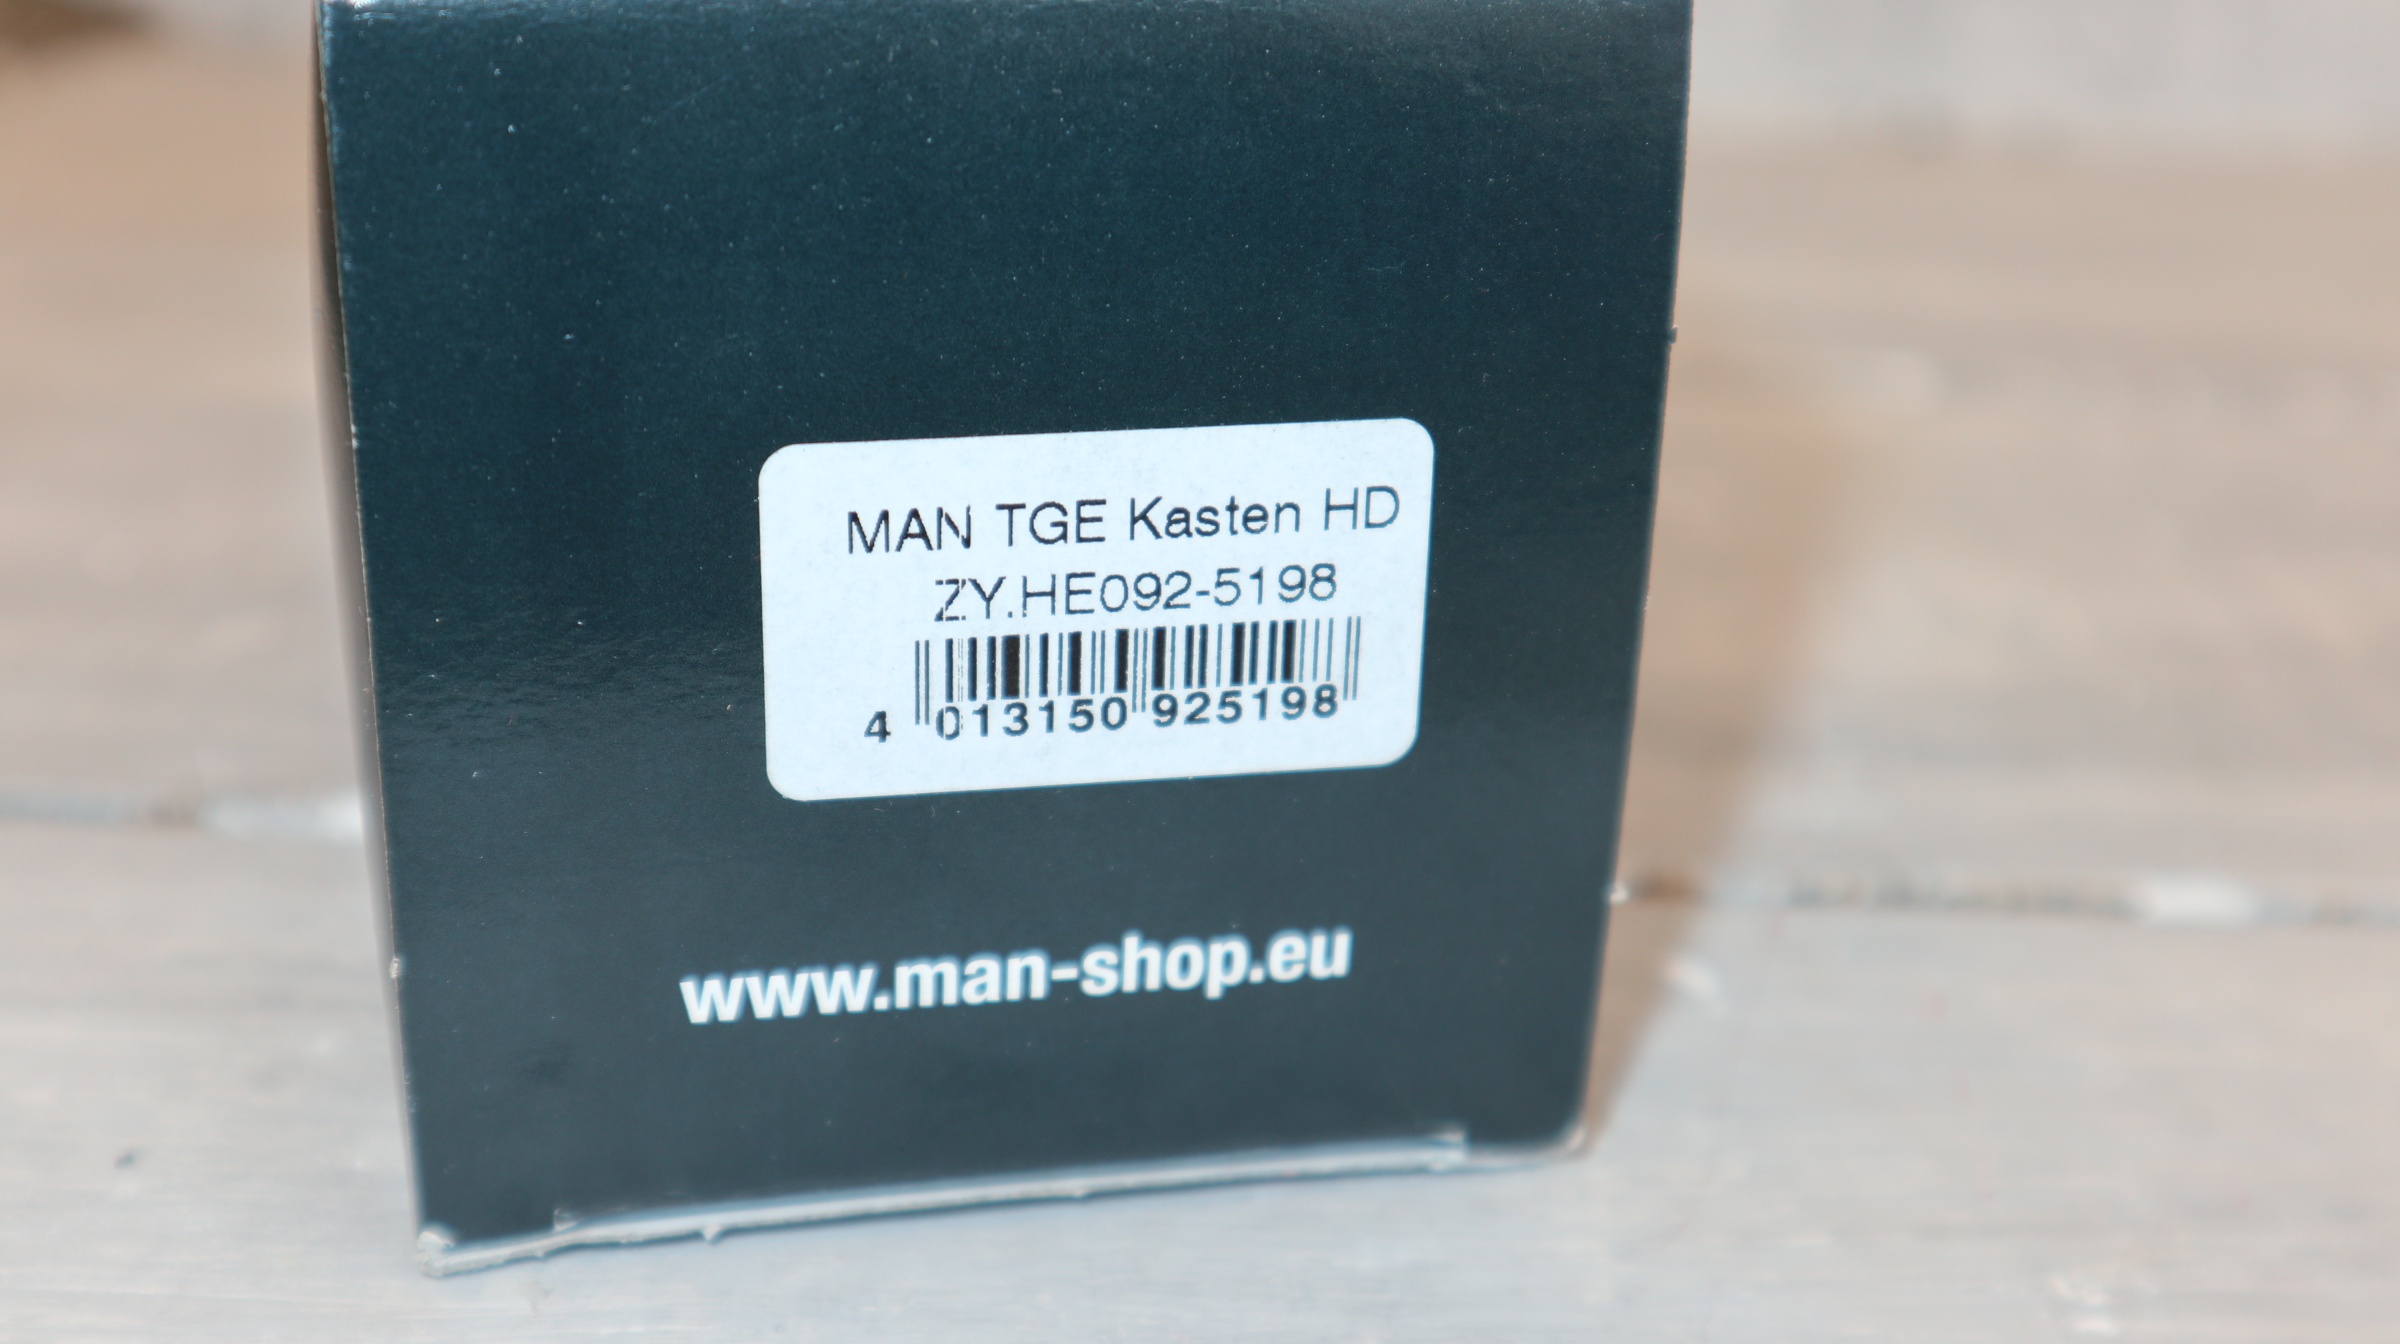 MAN TGE Kasten HD
ZY.HE092-5198
4 013150 925198
www.man-shop.eu